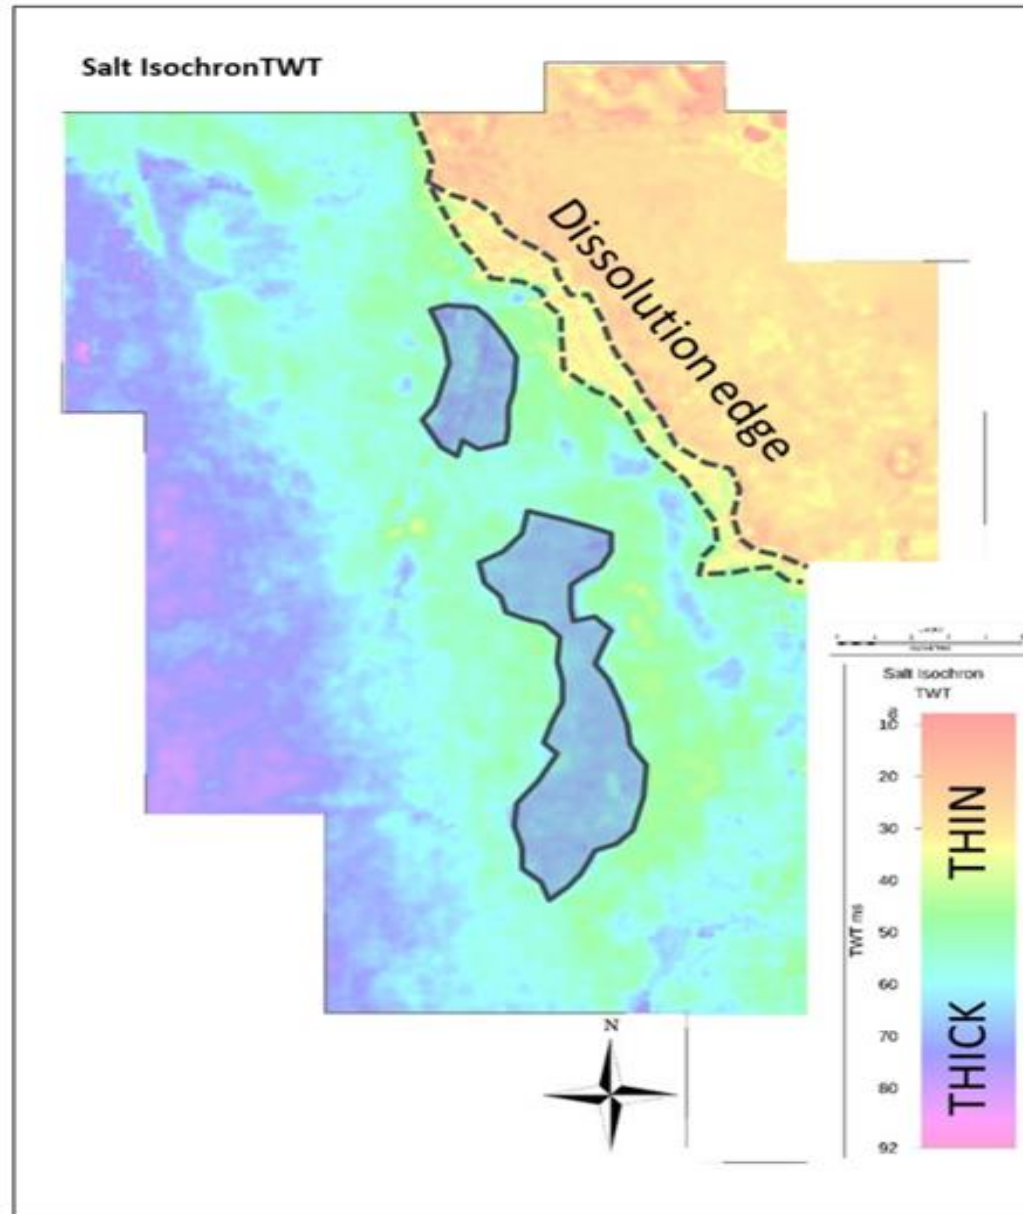 Salt IsochronTWT
Dissolution edge
Salt Isochron
TWT
10
20
30
40
50
60
70
80
92
TWT ms
THIN
THICK
N